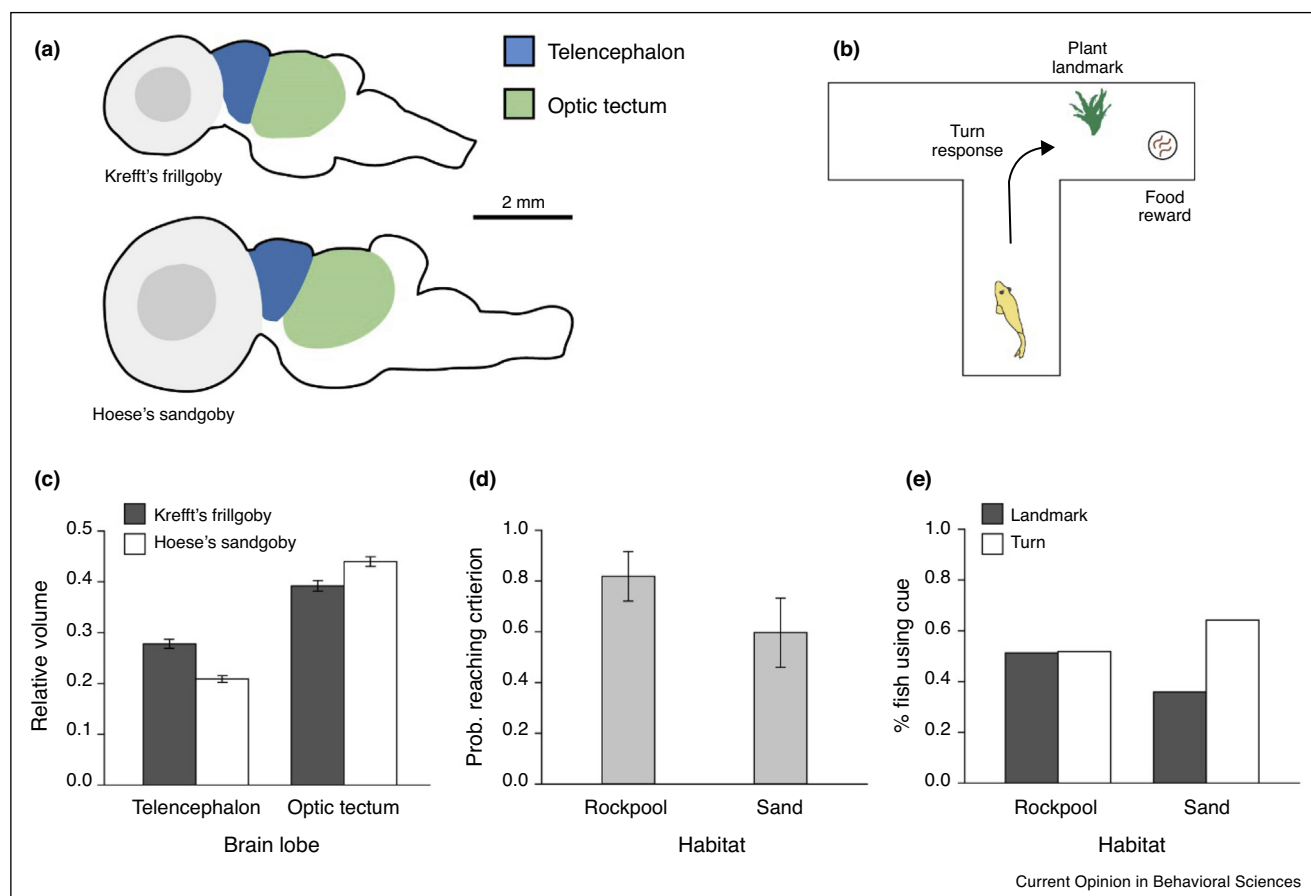 (a)
Telencephalon
Optic tectum
Krefft's frillgoby
2 mm
Hoese's sandgoby
(b)
Plant
landmark
Turn
response
Food
reward
(c)
Krefft's frillgoby
Hoese's sandgoby
0.5
0.4
0.3
0.2
0.1
0.0
Relative volume
Telencephalon Optic tectum
Brain lobe
(d)
1.0
0.8
0.6
0.4
0.2
0.0
Prob. reaching crtierion
Rockpool Sand
Habitat
(e)
Landmark
Turn
1.0
0.8
0.6
0.4
0.2
0.0
% fish using cue
Rockpool Sand
Habitat
Current Opinion in Behavioral Sciences